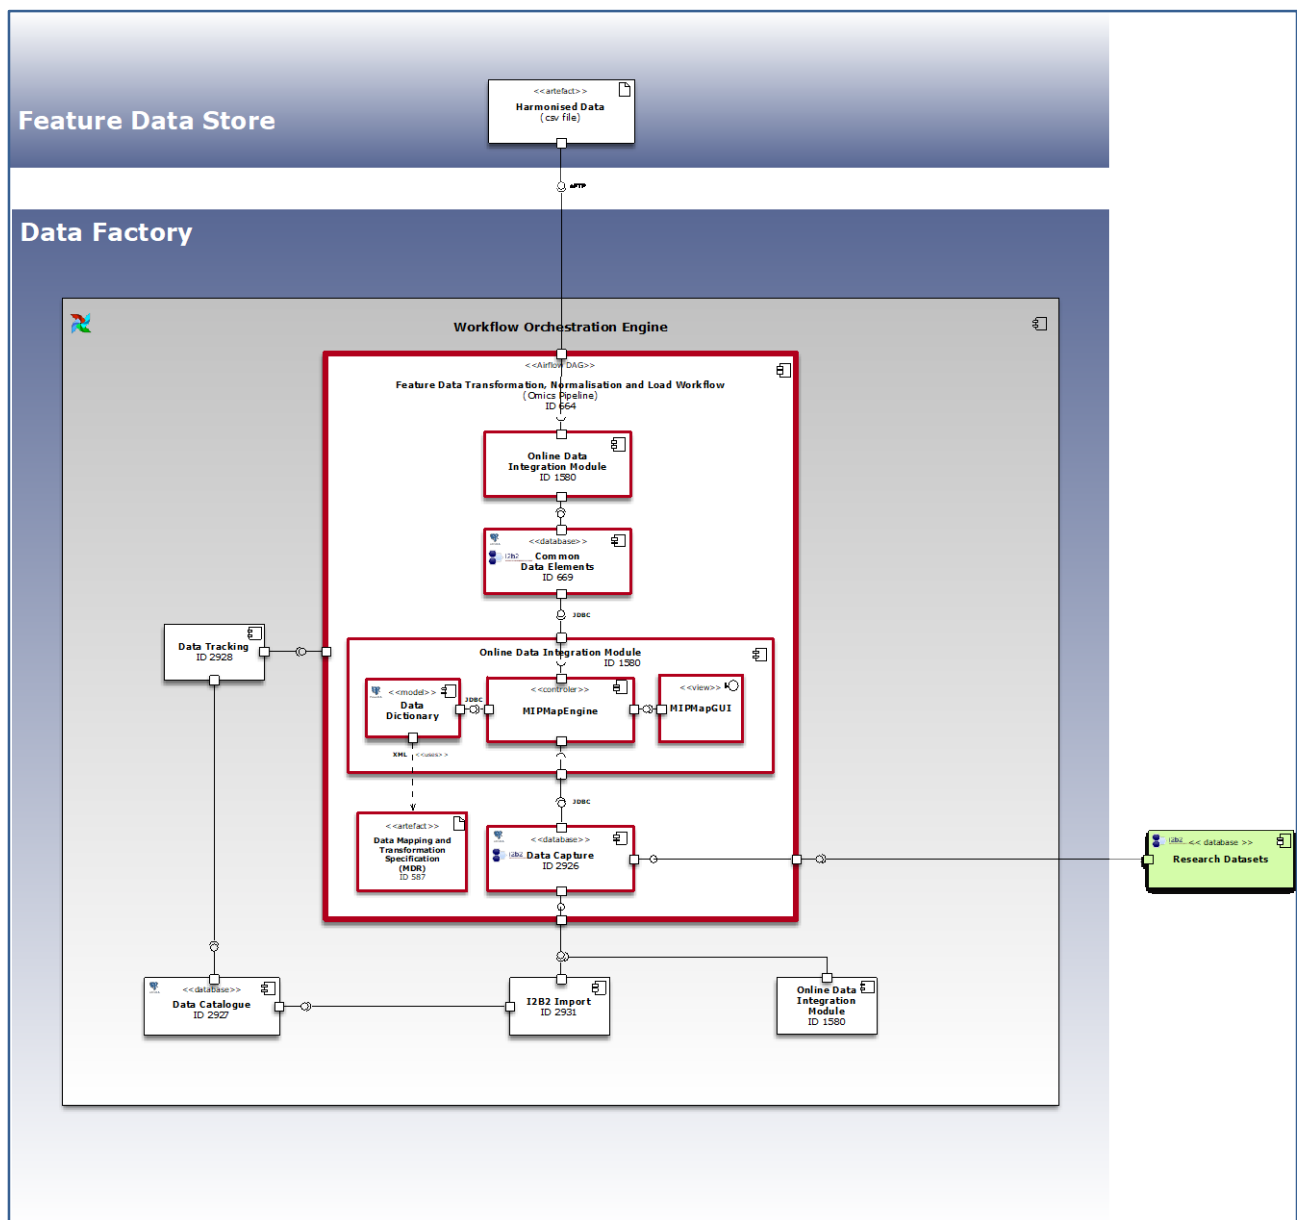 <<artefact>>
Harmonised Data
(csv file)
Feature Data Store
sFTP
Data Factory
Workflow Orchestration Engine
<<Airflow DAG>>
Feature Data Transformation, Normalisation and Load Workflow
(Omics Pipeline)
ID 664
Online Data
Integration Module
ID 1580
<<database>>
i2b2 Common
Data Elements
ID 669
JDBC
Data Tracking
ID 2928
Online Data Integration Module
ID 1580
<<model>>
Data
Dictionary
JDBC
<<controler>>
MIPMapEngine
<<view>>
MIPMapGUI
XML <<uses>>
JDBC
<<artefact>>
Data Mapping and
Transformation
Specification
(MDR)
ID 587
<<database>>
i2b2 Data Capture
ID 2926
i2b2 << database >>
Research Datasets
<<database>>
Data Catalogue
ID 2927
I2B2 Import
ID 2931
Online Data
Integration
Module
ID 1580